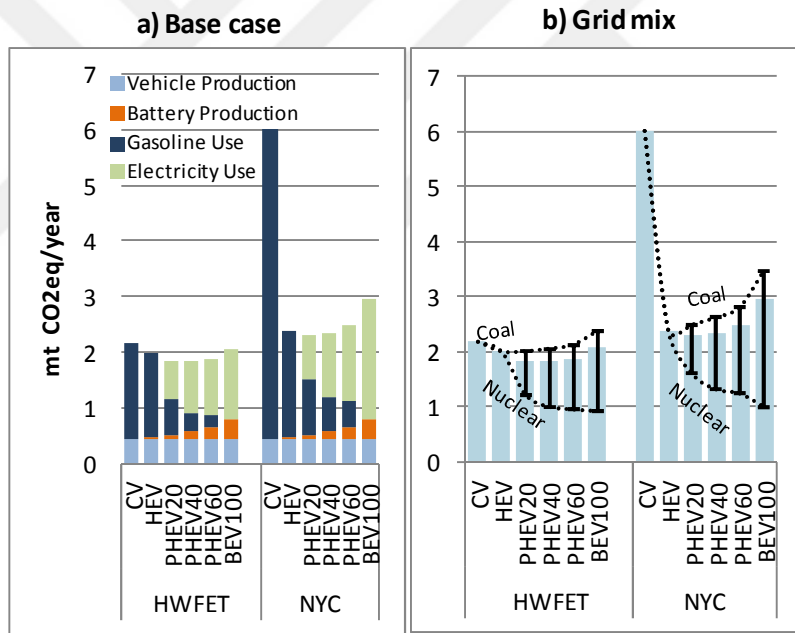 a) Base case
b) Grid mix
mt CO2eq/year
7
6
5
4
3
2
1
0
Vehicle Production
Battery Production
Gasoline Use
Electricity Use
CV
HEV
PHEV20
PHEV40
PHEV60
BEV100
CV
HEV
PHEV20
PHEV40
PHEV60
BEV100
HWFET
NYC
7
6
5
4
3
2
1
0
Coal
Nuclear
Coal
Nuclear
CV
HEV
PHEV20
PHEV40
PHEV60
BEV100
CV
HEV
PHEV20
PHEV40
PHEV60
BEV100
HWFET
NYC